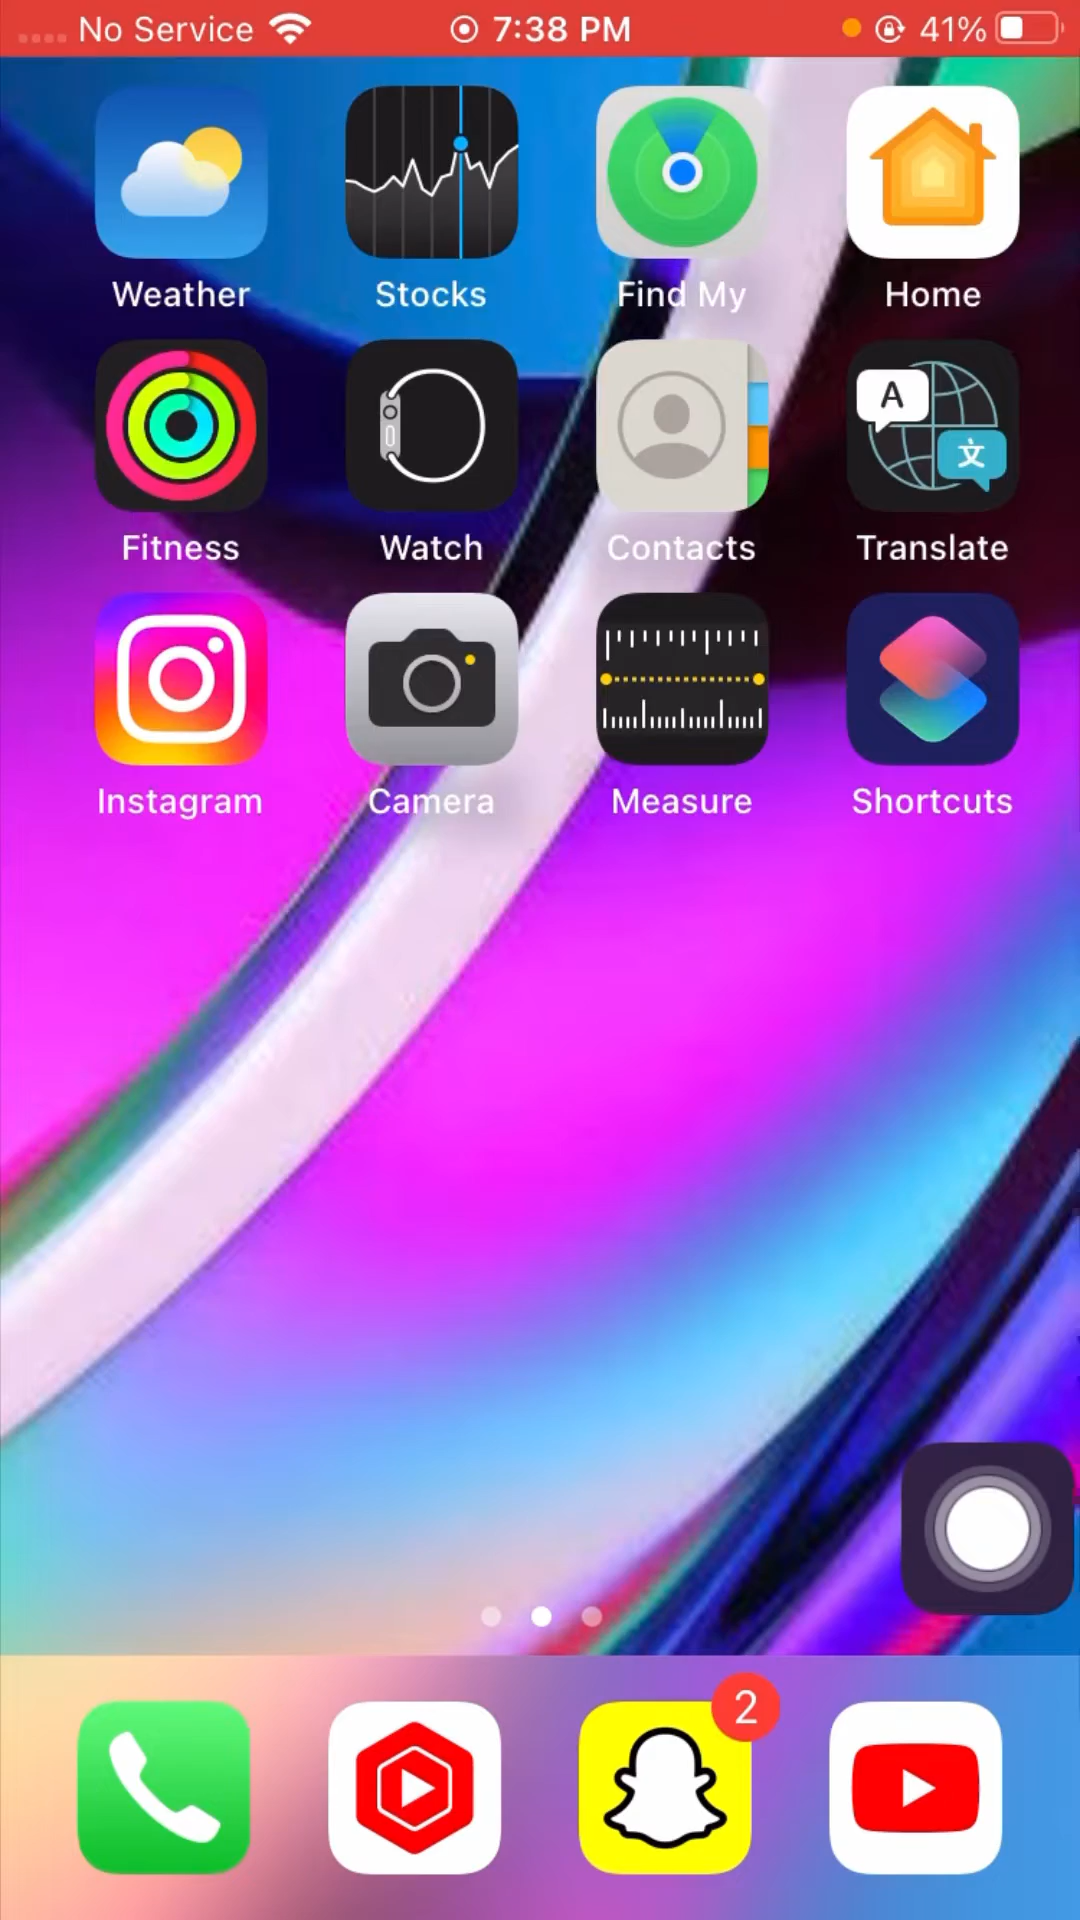 No Service 7:38 PM 41%
Weather Stocks Find My Home
A 文
Fitness Watch Contacts Translate
Instagram Camera Measure Shortcuts
2